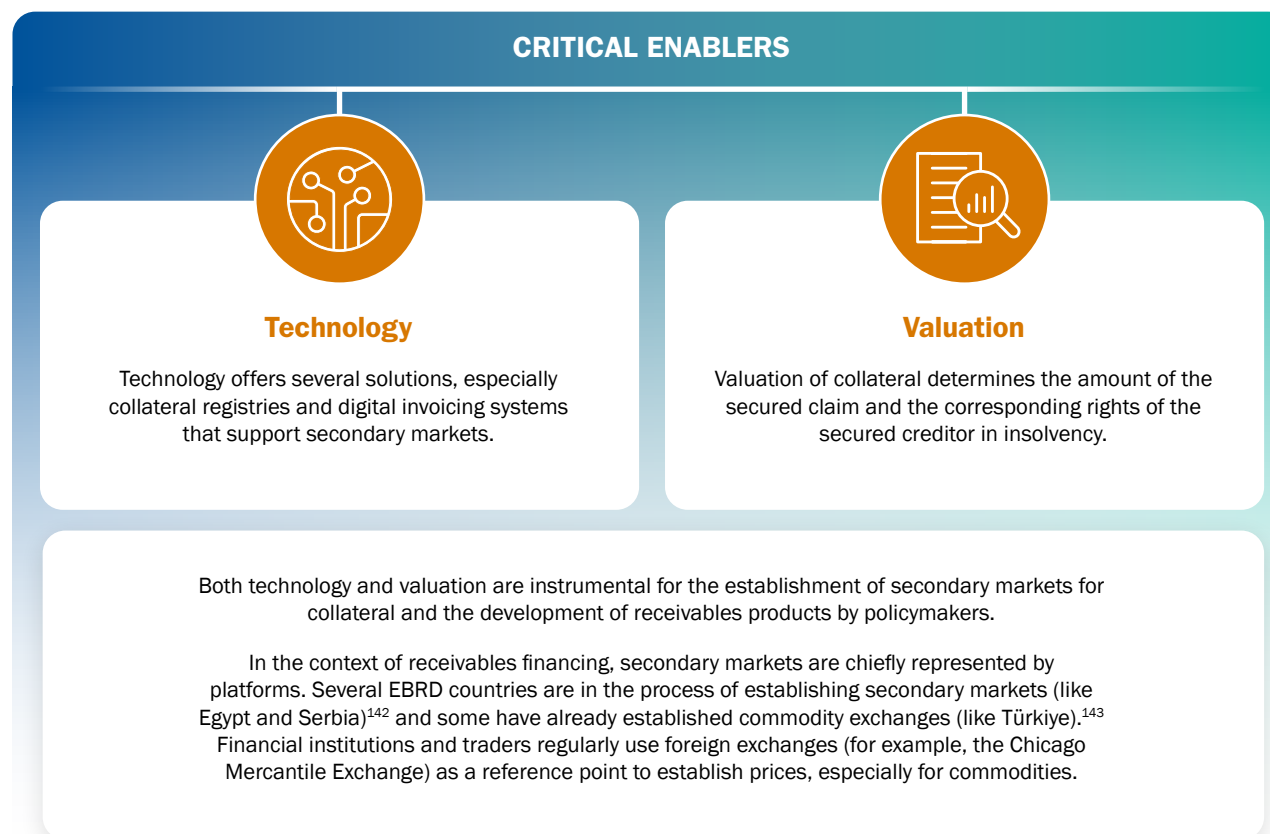 CRITICAL ENABLERS
Technology
Technology offers several solutions, especially
collateral registries and digital invoicing systems
that support secondary markets.
Valuation
Valuation of collateral determines the amount of the
secured claim and the corresponding rights of the
secured creditor in insolvency.
Both technology and valuation are instrumental for the establishment of secondary markets for
collateral and the development of receivables products by policymakers.
In the context of receivables financing, secondary markets are chiefly represented by
platforms. Several EBRD countries are in the process of establishing secondary markets (like
Egypt and Serbia)¹⁴² and some have already established commodity exchanges (like Türkiye).¹⁴³
Financial institutions and traders regularly use foreign exchanges (for example, the Chicago
Mercantile Exchange) as a reference point to establish prices, especially for commodities.